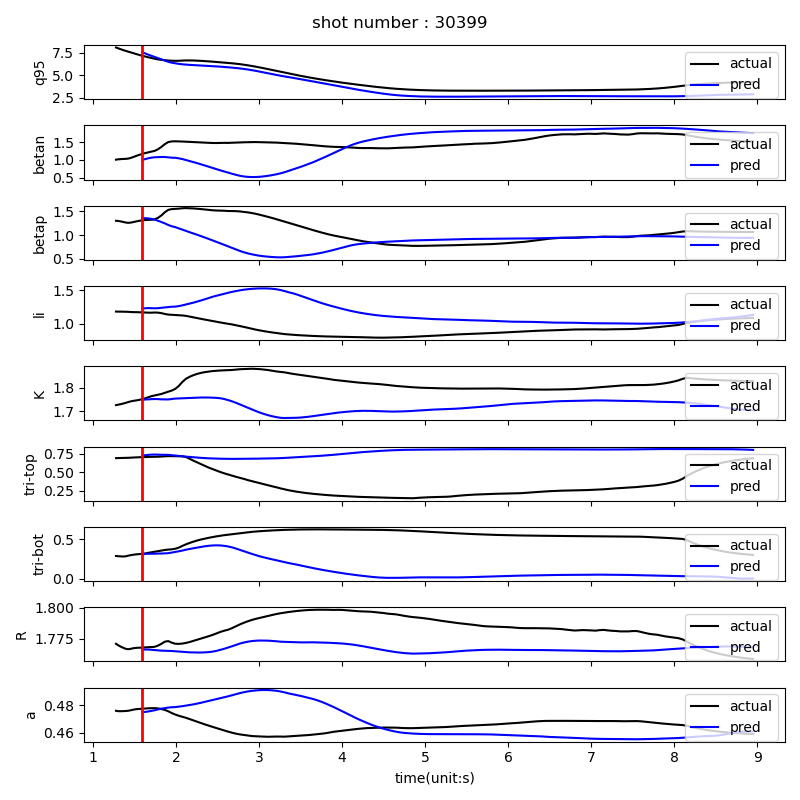 shot number : 30399
7.5
5.0
2.5
q95
actual
pred
1.5
1.0
0.5
betan
actual
pred
1.5
1.0
0.5
betap
actual
pred
1.5
1.0
li
actual
pred
1.8
1.7
K
actual
pred
0.75
0.50
0.25
tri-top
actual
pred
0.5
0.0
tri-bot
actual
pred
1.800
1.775
R
actual
pred
0.48
0.46
a
actual
pred
1 2 3 4 5 6 7 8 9
time(unit:s)